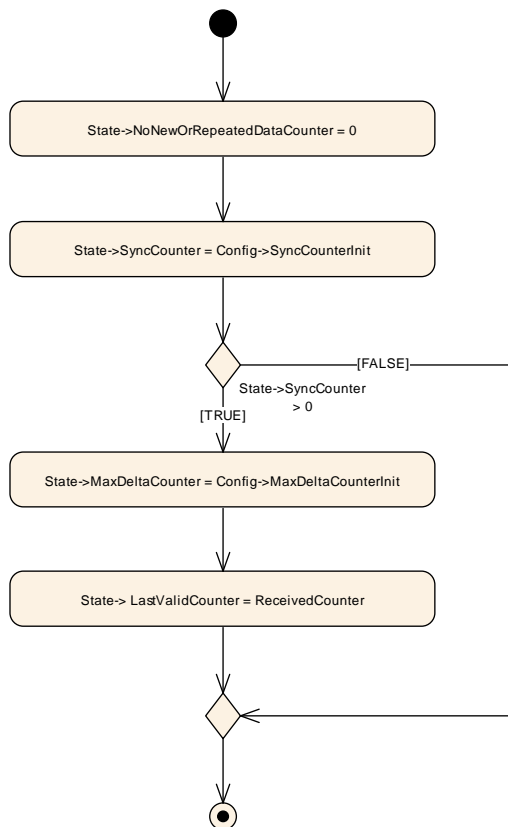 State->NoNewOrRepeatedDataCounter = 0
State->SyncCounter = Config->SyncCounterInit
[FALSE]
State->SyncCounter
> 0
[TRUE]
State->MaxDeltaCounter = Config->MaxDeltaCounterInit
State-> LastValidCounter = ReceivedCounter